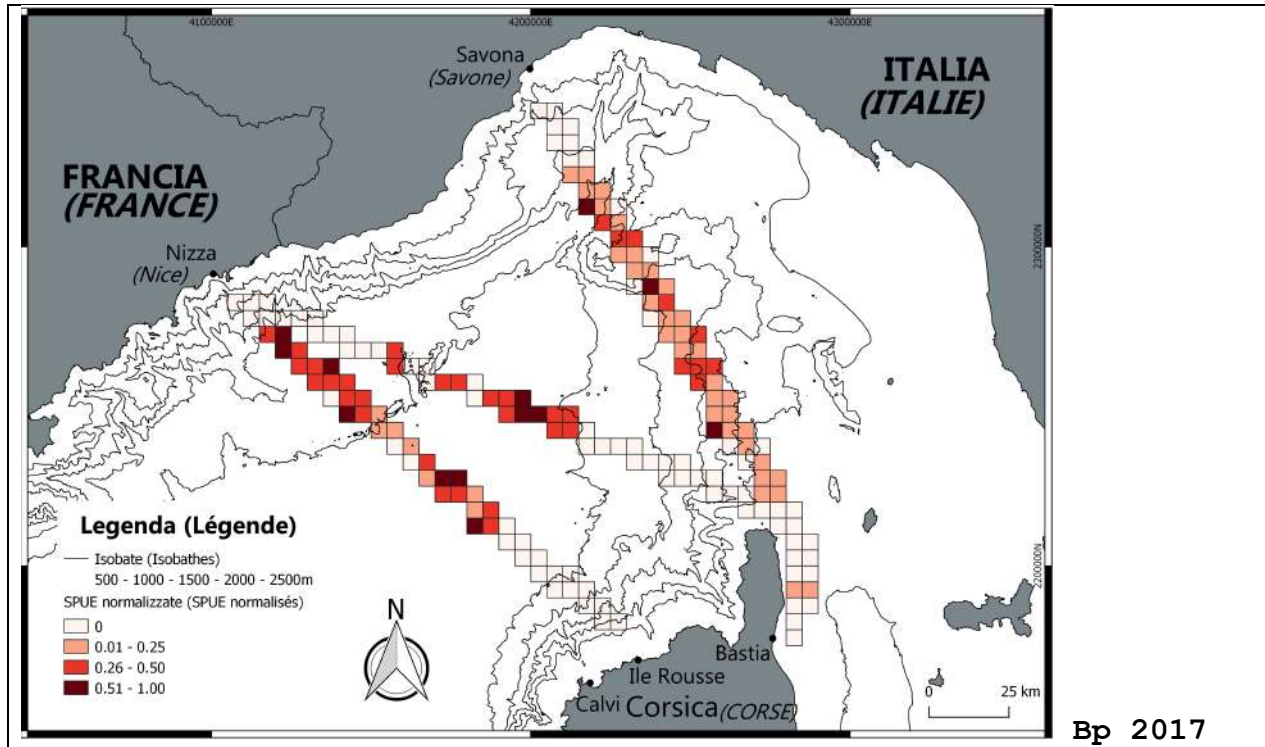 4100000E
4200000E
4300000E
Savona
(Savone)
ITALIA
(ITALIE)
FRANCIA
(FRANCE)
Nizza
(Nice)
2300000N
2200000N
Legenda (Légende)
Isobate (Isobathes)
500 - 1000 - 1500 - 2000 - 2500m
SPUE normalizzate (SPUE normalisés)
0
0.01 - 0.25
0.26 - 0.50
0.51 - 1.00
N
Bastia
Ile Rousse
Calvi
Corsica (CORSE)
0
25 km
Bp 2017